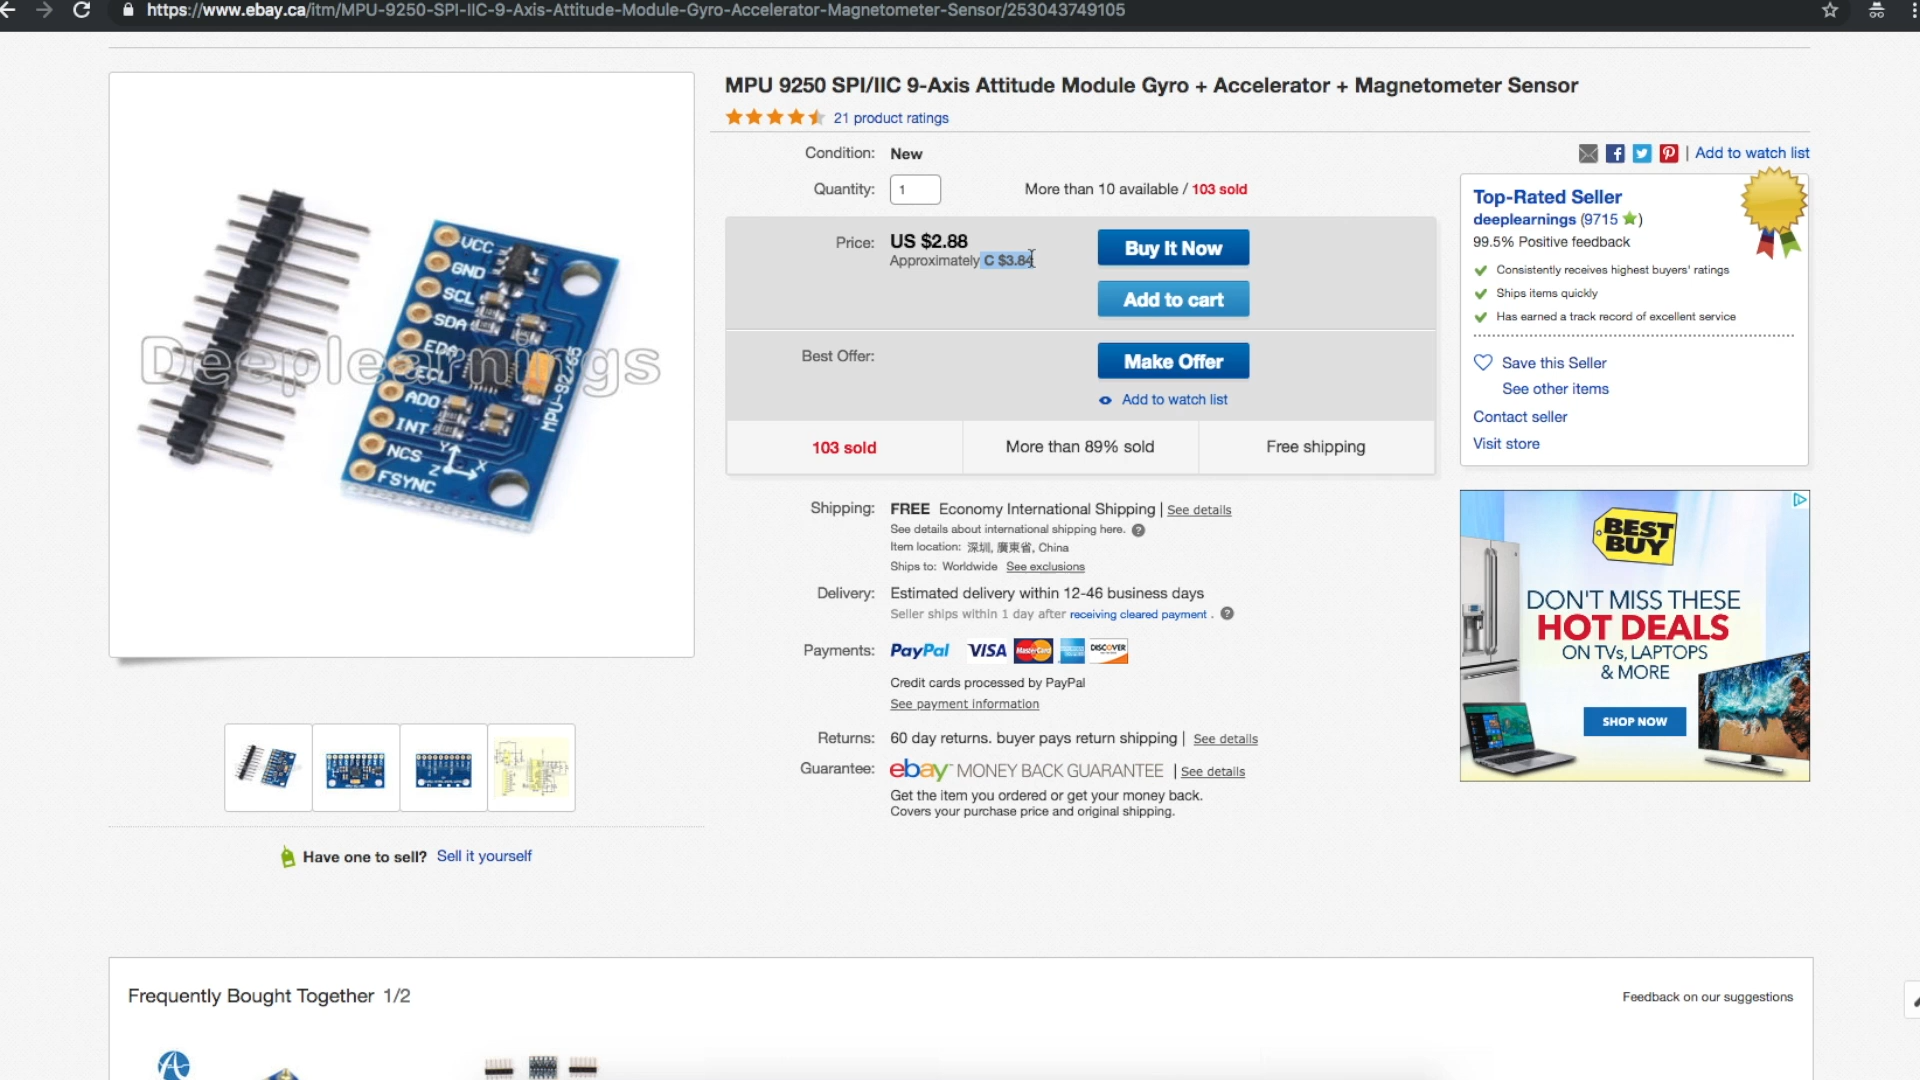 https://www.ebay.ca/itm/MPU-9250-SPI-IIC-9-Axis-Attitude-Module-Gyro-Accelerator-Magnetometer-Sensor/253043749105
MPU 9250 SPI/IIC 9-Axis Attitude Module Gyro + Accelerator + Magnetometer Sensor
21 product ratings
Condition: New
Add to watch list
Quantity: 1 More than 10 available / 103 sold
Price: US $2.88
Approximately C $3.84
Buy It Now
Add to cart
Best Offer:
Make Offer
Add to watch list
103 sold More than 89% sold Free shipping
Top-Rated Seller
deeplearnings (9715)
99.5% Positive feedback
Consistently receives highest buyers' ratings
Ships items quickly
Has earned a track record of excellent service
Save this Seller
See other items
Contact seller
Visit store
VCC
GND
SCL
SDA
EDA
ECL
ADO
INT
NCS
FSYNC
MPU-92/65
Y
Z X
Deeplearnings
Shipping: FREE Economy International Shipping | See details
See details about international shipping here.
Item location: 深圳, 廣東省, China
Ships to: Worldwide See exclusions
Delivery: Estimated delivery within 12-46 business days
Seller ships within 1 day after receiving cleared payment .
Payments: PayPal VISA MasterCard DISCOVER
Credit cards processed by PayPal
See payment information
Returns: 60 day returns. buyer pays return shipping | See details
Guarantee: ebay MONEY BACK GUARANTEE | See details
Get the item you ordered or get your money back.
Covers your purchase price and original shipping.
BEST
BUY
DON'T MISS THESE
HOT DEALS
ON TVs, LAPTOPS
& MORE
SHOP NOW
Have one to sell? Sell it yourself
Frequently Bought Together 1/2
Feedback on our suggestions